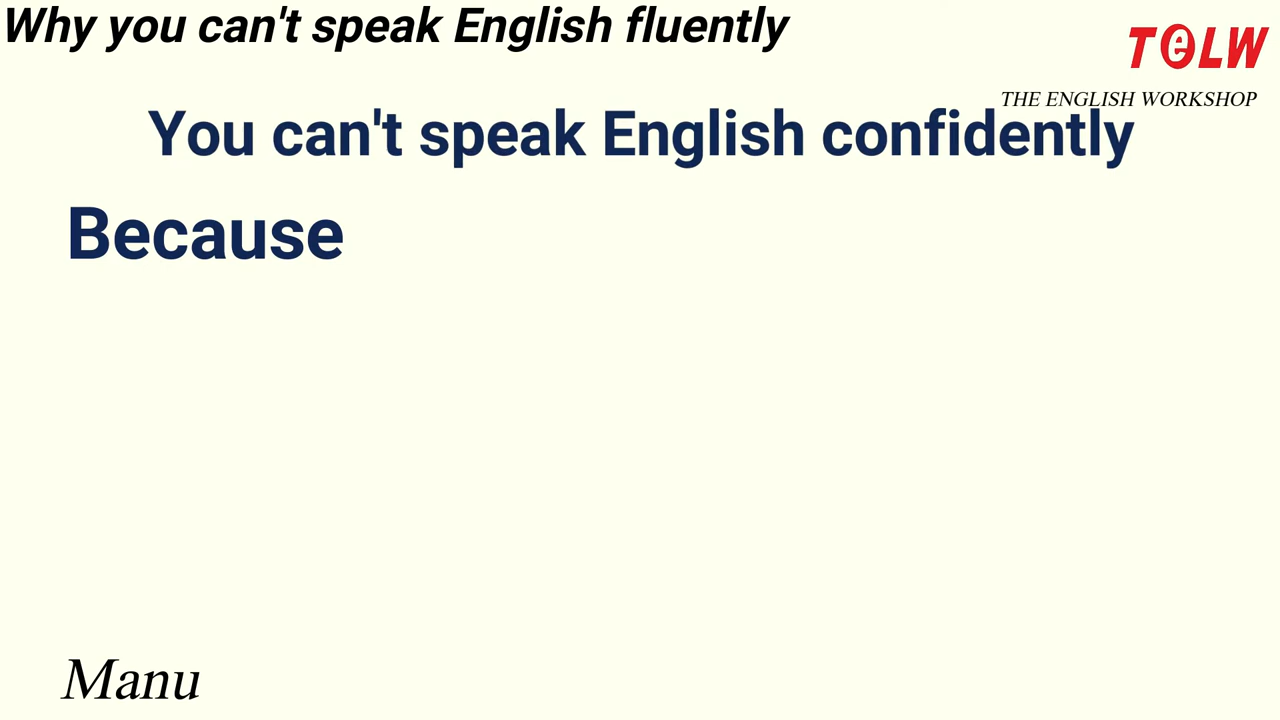 Why you can't speak English fluently
TeLW
THE ENGLISH WORKSHOP
You can't speak English confidently
Because
Manu